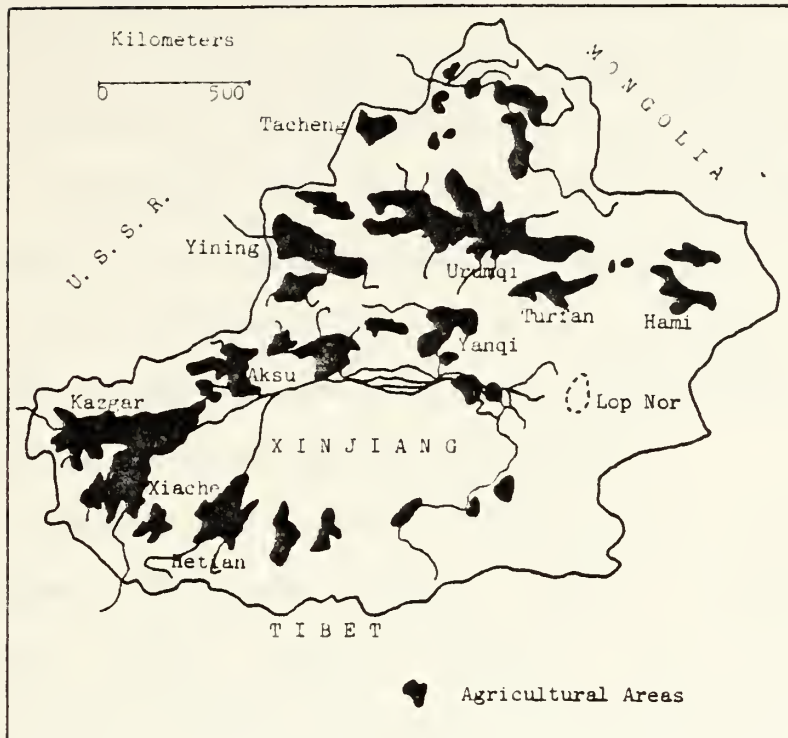 Kilometers
0 500
MONGOLIA
Tacheng
U. S. S. R.
Yining
Urumqi
Turfan
Hami
Yanqi
Aksu
Kazgar
Lop Nor
XINJIANG
Xiache
Hetian
TIBET
Agricultural Areas